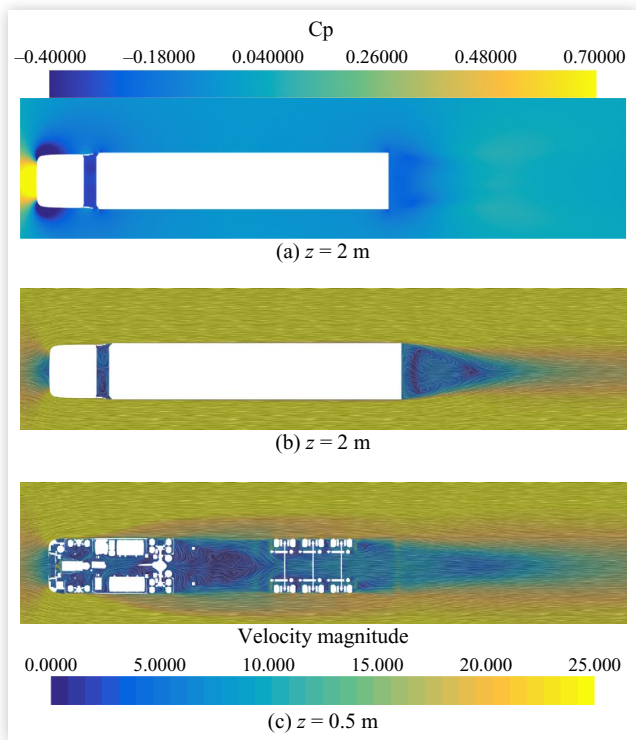 Cp
–0.40000 –0.18000 0.040000 0.26000 0.48000 0.70000
(a) z = 2 m
(b) z = 2 m
Velocity magnitude
0.0000 5.0000 10.000 15.000 20.000 25.000
(c) z = 0.5 m